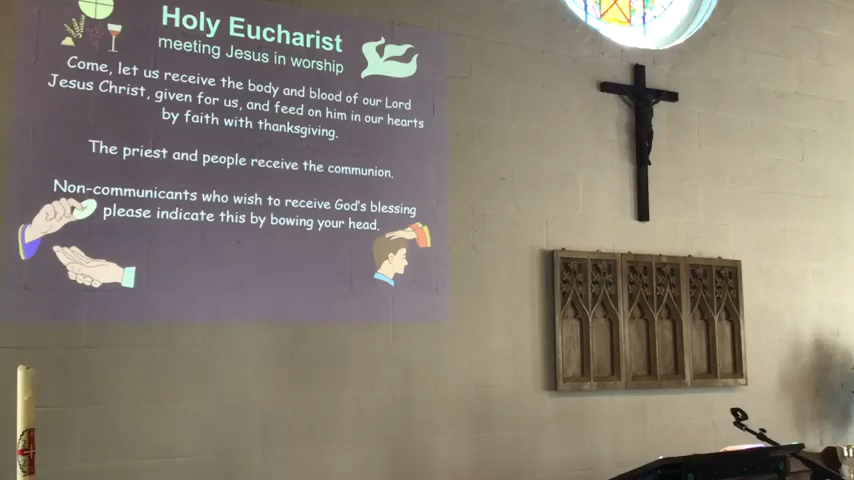 Holy Eucharist
meeting Jesus in worship
Come, let us receive the body and blood of our Lord
Jesus Christ, given for us, and feed on him in our hearts
by faith with thanksgiving.
The priest and people receive the communion.
Non-communicants who wish to receive God's blessing
please indicate this by bowing your head.